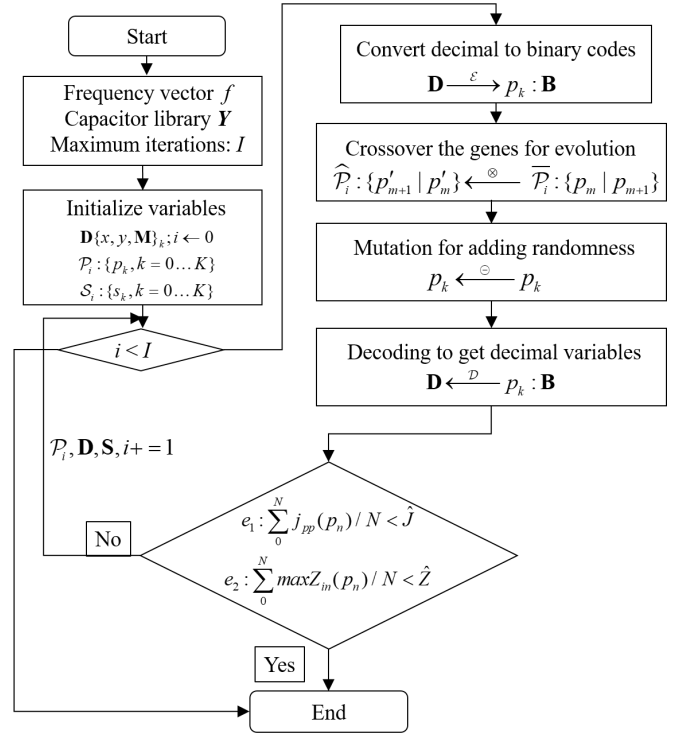 Start
Frequency vector f
Capacitor library Y
Maximum iterations: I
Initialize variables
D{x, y, M}ₖ; i ← 0
𝒫ᵢ : {pₖ, k = 0…K}
𝒮ᵢ : {sₖ, k = 0…K}
i < I
𝒫ᵢ, D, S, i+ = 1
No
Convert decimal to binary codes
D —ℰ→ pₖ : B
Crossover the genes for evolution
𝒫̂ᵢ : {p′ₘ₊₁ | p′ₘ} ←⊗— 𝒫̅ᵢ : {pₘ | pₘ₊₁}
Mutation for adding randomness
pₖ ←⊖— pₖ
Decoding to get decimal variables
D ←𝒟— pₖ : B
e₁ : ∑₀ᴺ jₚₚ(pₙ) / N < Ĵ
e₂ : ∑₀ᴺ maxZᵢₙ(pₙ) / N < Ẑ
Yes
End